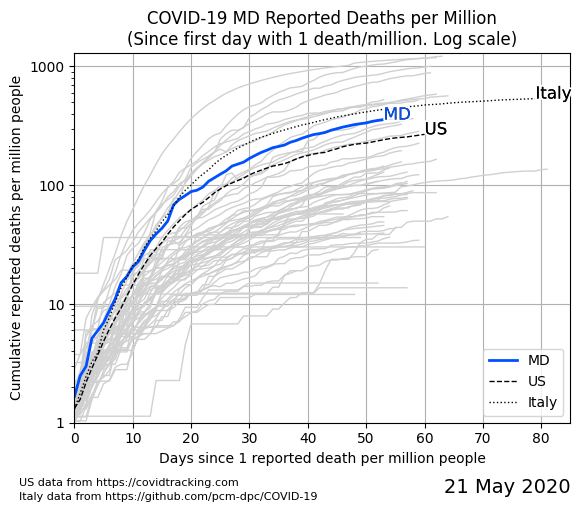 COVID-19 MD Reported Deaths per Million
(Since first day with 1 death/million. Log scale)
Cumulative reported deaths per million people
1000
100
10
1
Italy
MD
US
MD
US
Italy
0 10 20 30 40 50 60 70 80
Days since 1 reported death per million people
US data from https://covidtracking.com
Italy data from https://github.com/pcm-dpc/COVID-19
21 May 2020